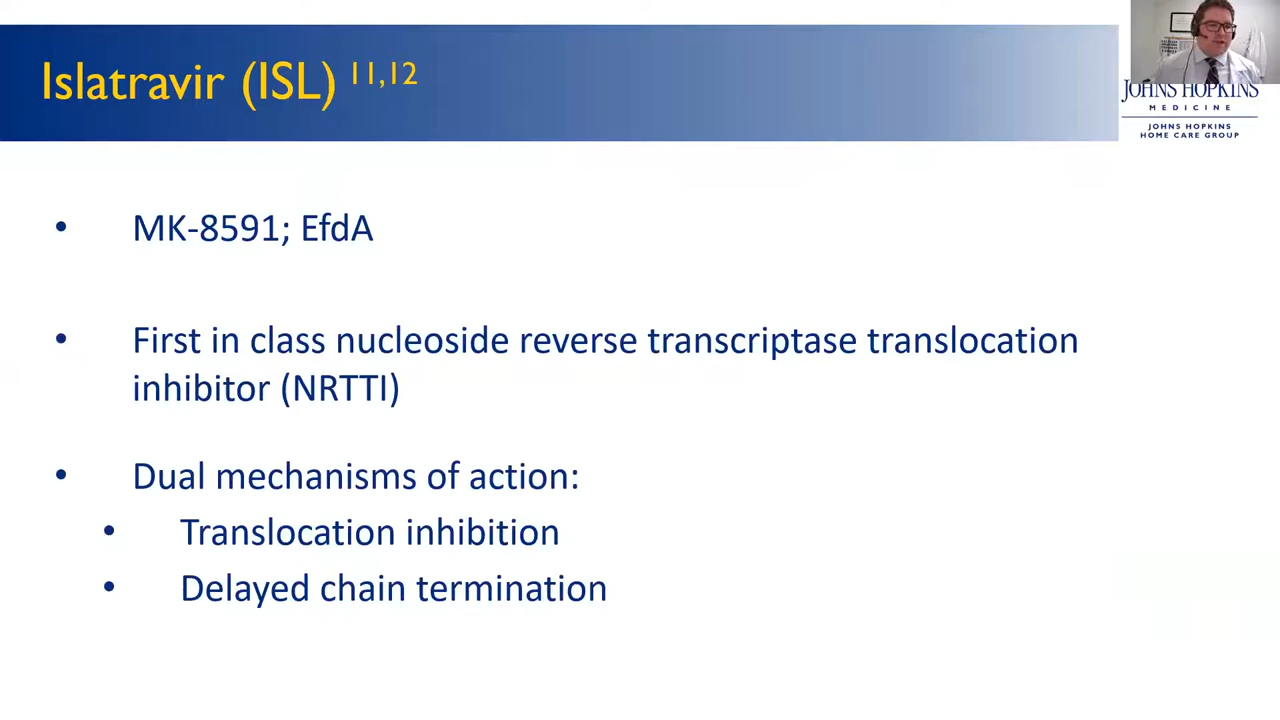 Islatravir (ISL) 11,12
JOHNS HOPKINS
MEDICINE
JOHNS HOPKINS
HOME CARE GROUP
• MK-8591; EfdA
• First in class nucleoside reverse transcriptase translocation
inhibitor (NRTTI)
• Dual mechanisms of action:
• Translocation inhibition
• Delayed chain termination